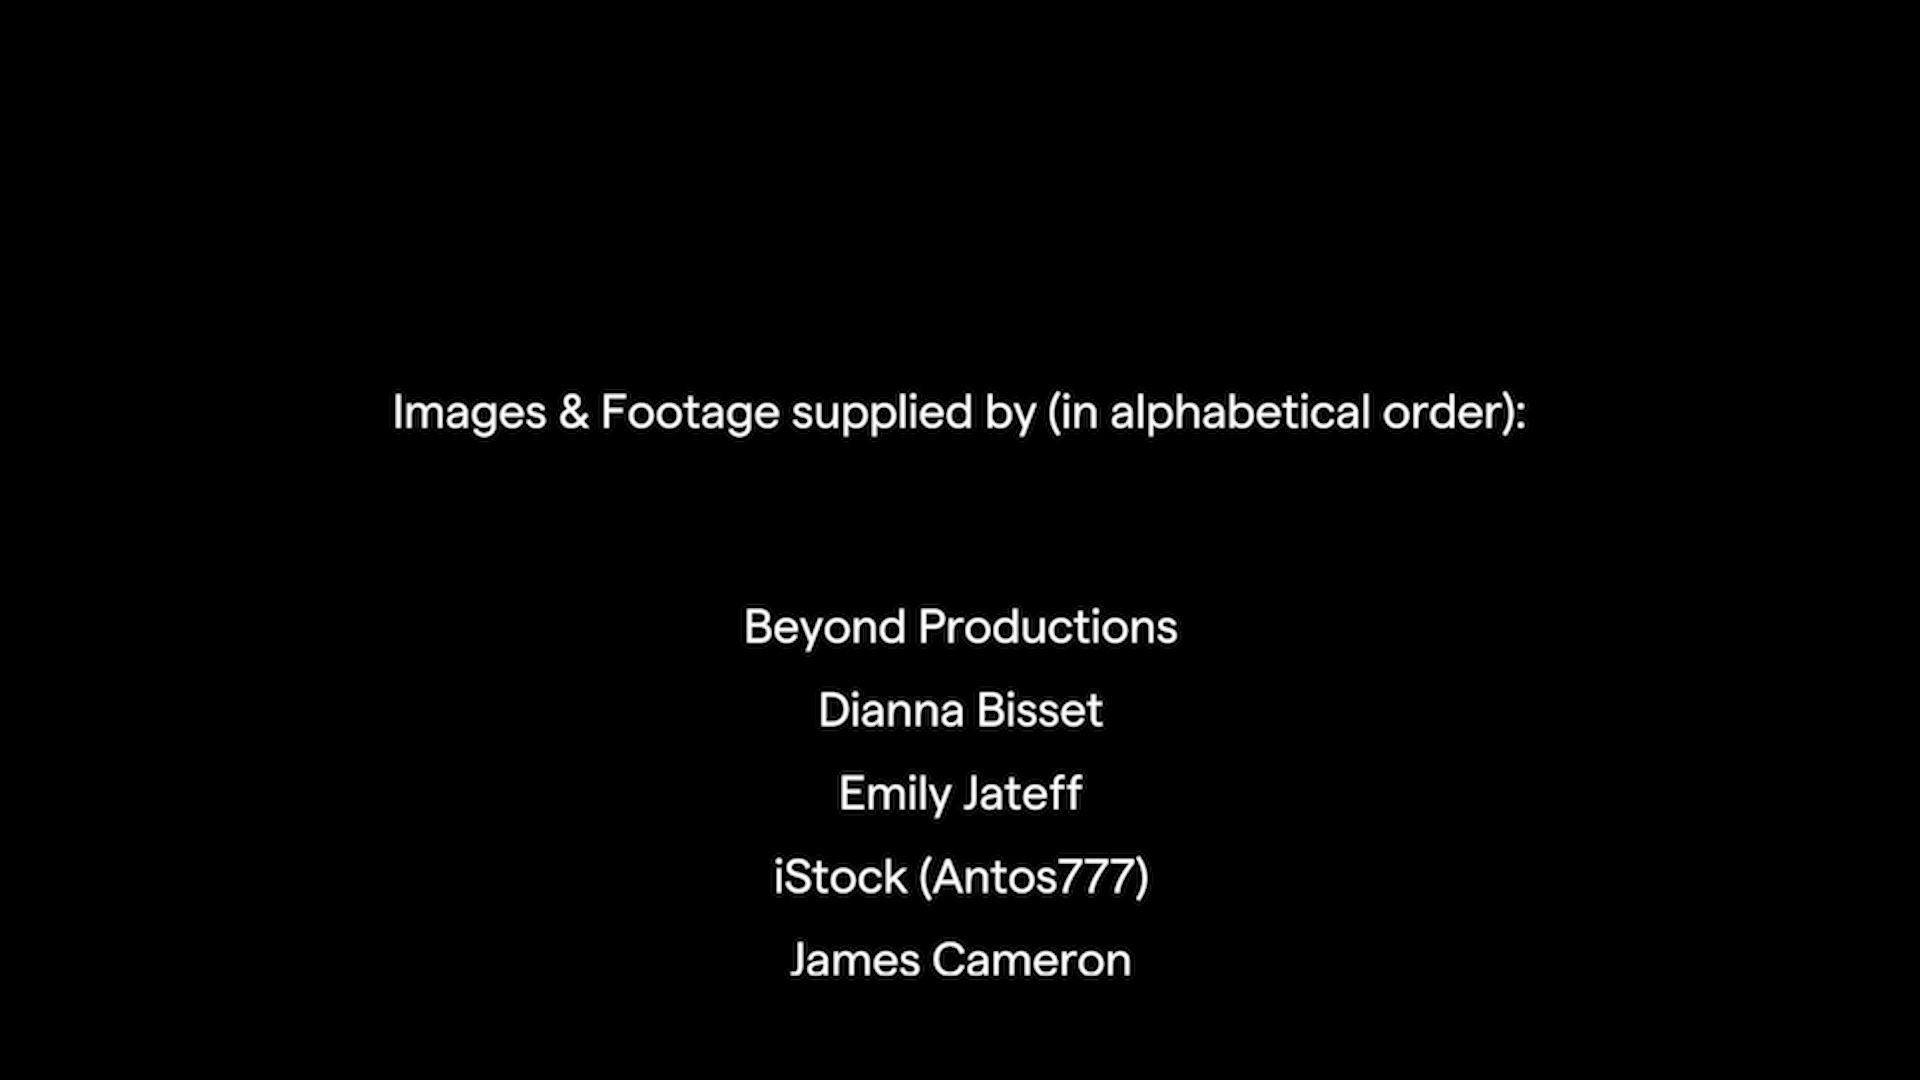 Images & Footage supplied by (in alphabetical order):
Beyond Productions
Dianna Bisset
Emily Jateff
iStock (Antos777)
James Cameron